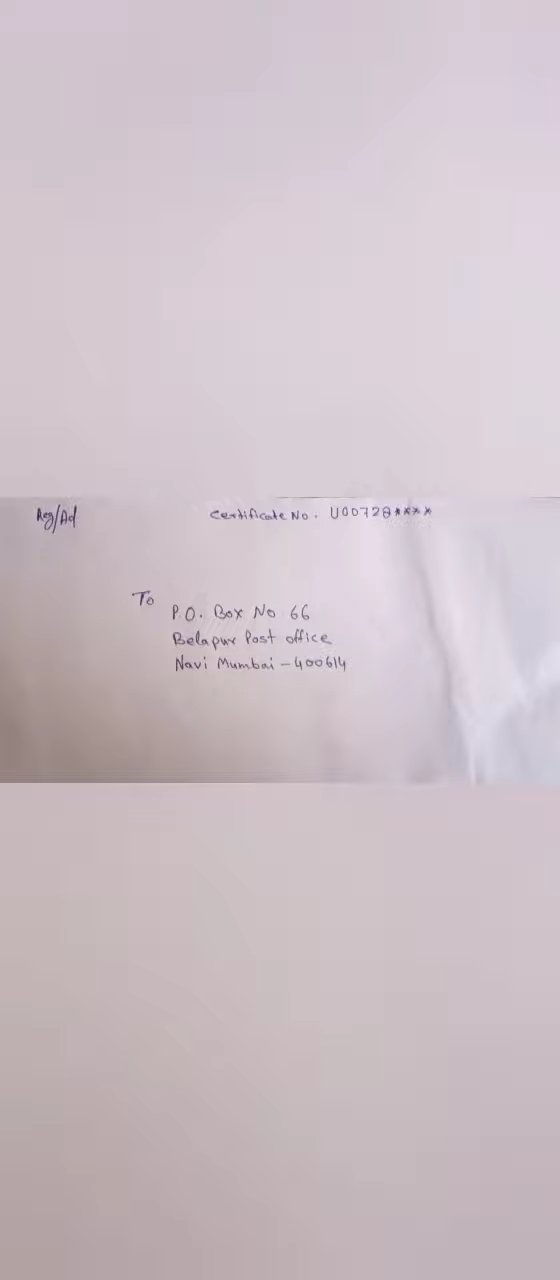 Reg/Ad
Certificate No. U00728****
To
P.O. Box No 66
Belapur Post office
Navi Mumbai - 400614